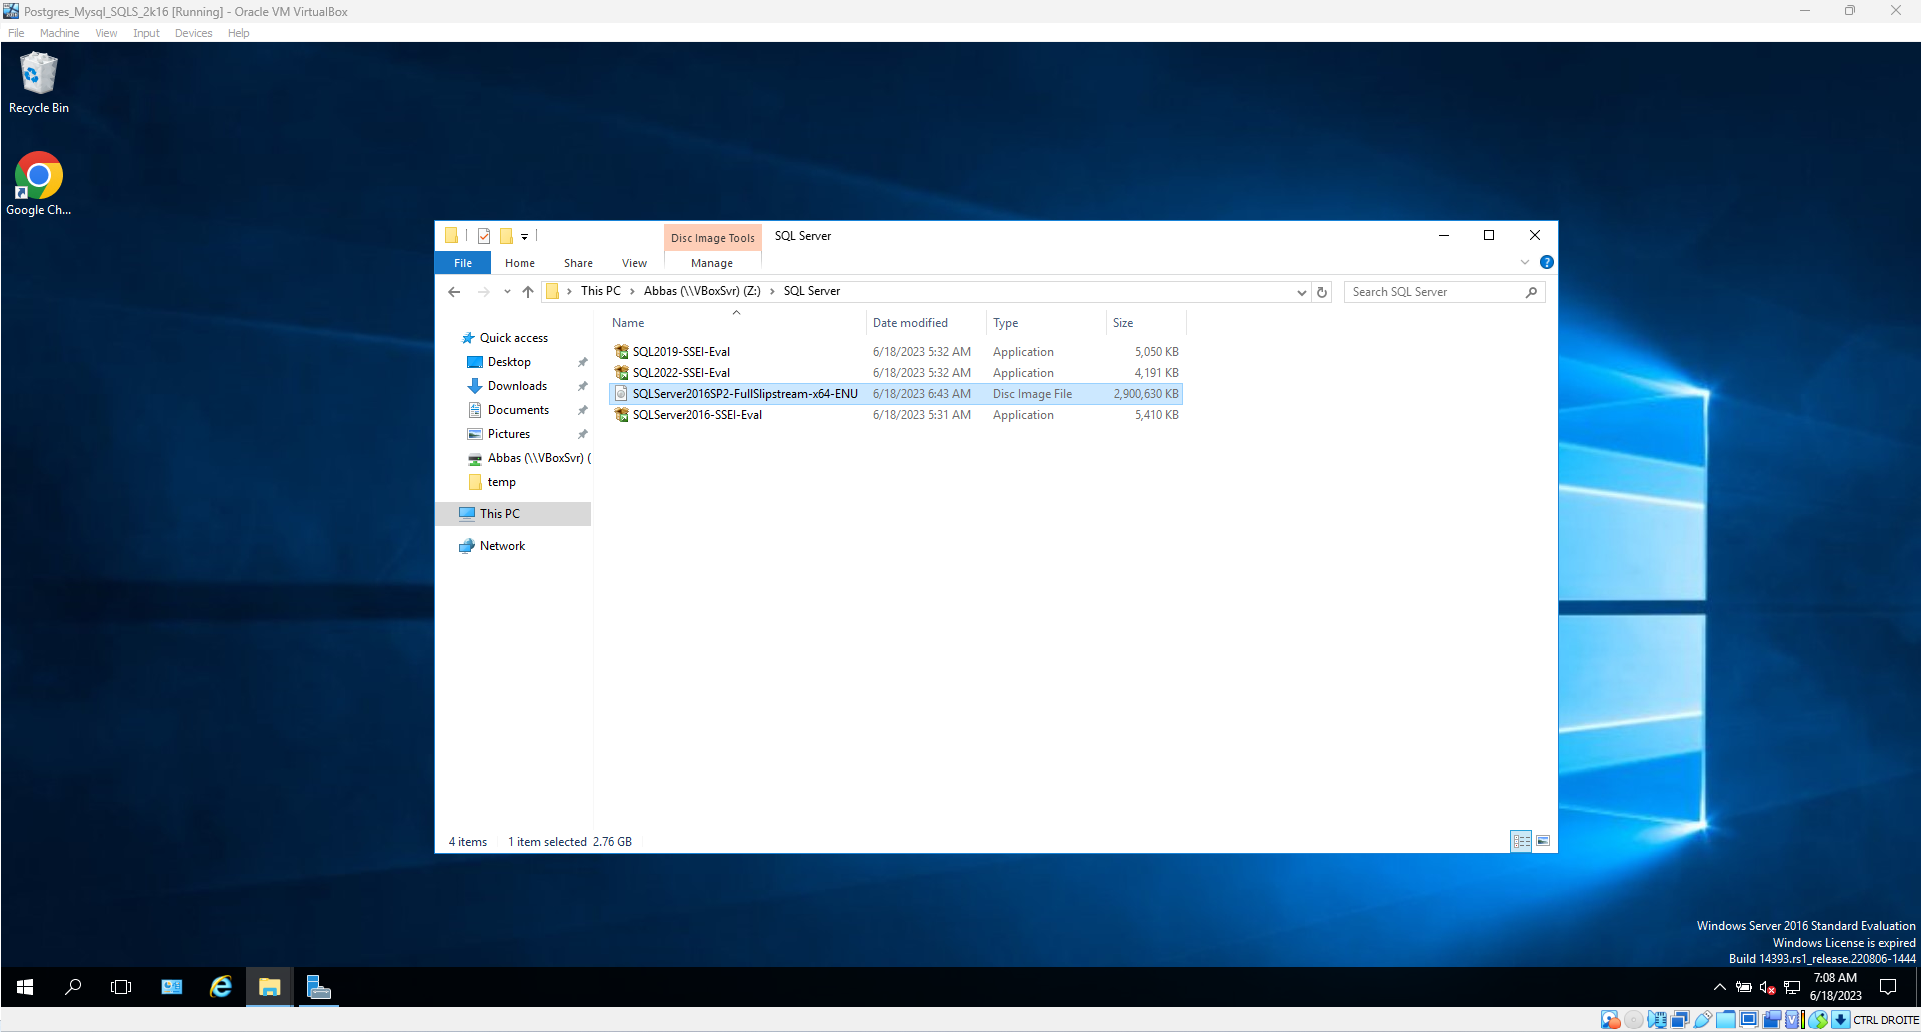 Postgres_Mysql_SQLS_2k16 [Running] - Oracle VM VirtualBox
File Machine View Input Devices Help
Recycle Bin
Google Ch...
Disc Image Tools SQL Server
File Home Share View Manage
This PC Abbas (\\VBoxSvr) (Z:) SQL Server
Search SQL Server
Name Date modified Type Size
Quick access
Desktop
Downloads
Documents
Pictures
Abbas (\\VBoxSvr) (
temp
This PC
Network
SQL2019-SSEI-Eval 6/18/2023 5:32 AM Application 5,050 KB
SQL2022-SSEI-Eval 6/18/2023 5:32 AM Application 4,191 KB
SQLServer2016SP2-FullSlipstream-x64-ENU 6/18/2023 6:43 AM Disc Image File 2,900,630 KB
SQLServer2016-SSEI-Eval 6/18/2023 5:31 AM Application 5,410 KB
4 items 1 item selected 2.76 GB
Windows Server 2016 Standard Evaluation
Windows License is expired
Build 14393.rs1_release.220806-1444
7:08 AM
6/18/2023
CTRL DROITE